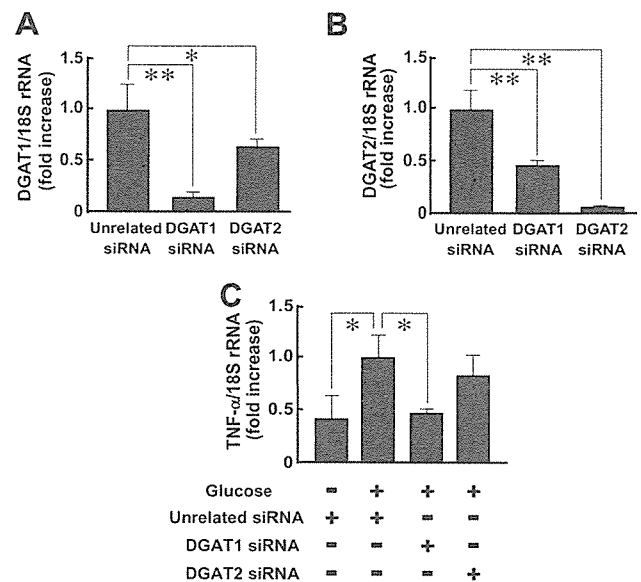 A
DGAT1/18S rRNA
(fold increase)
1.5
1.0
0.5
0
*
**
Unrelated DGAT1 DGAT2
siRNA siRNA siRNA
B
DGAT2/18S rRNA
(fold increase)
1.5
1.0
0.5
0
**
**
Unrelated DGAT1 DGAT2
siRNA siRNA siRNA
C
TNF-α/18S rRNA
(fold increase)
1.5
1.0
0.5
0
* *
Glucose - + + +
Unrelated siRNA + + - -
DGAT1 siRNA - - + -
DGAT2 siRNA - - - +